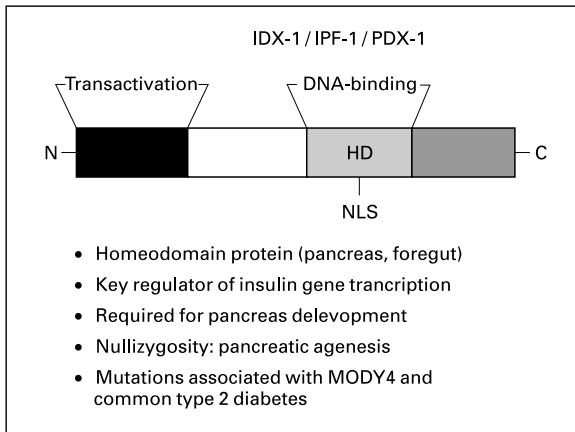 IDX-1 / IPF-1 / PDX-1
Transactivation DNA-binding
N HD C
NLS
• Homeodomain protein (pancreas, foregut)
• Key regulator of insulin gene trancription
• Required for pancreas delevopment
• Nullizygosity: pancreatic agenesis
• Mutations associated with MODY4 and
common type 2 diabetes